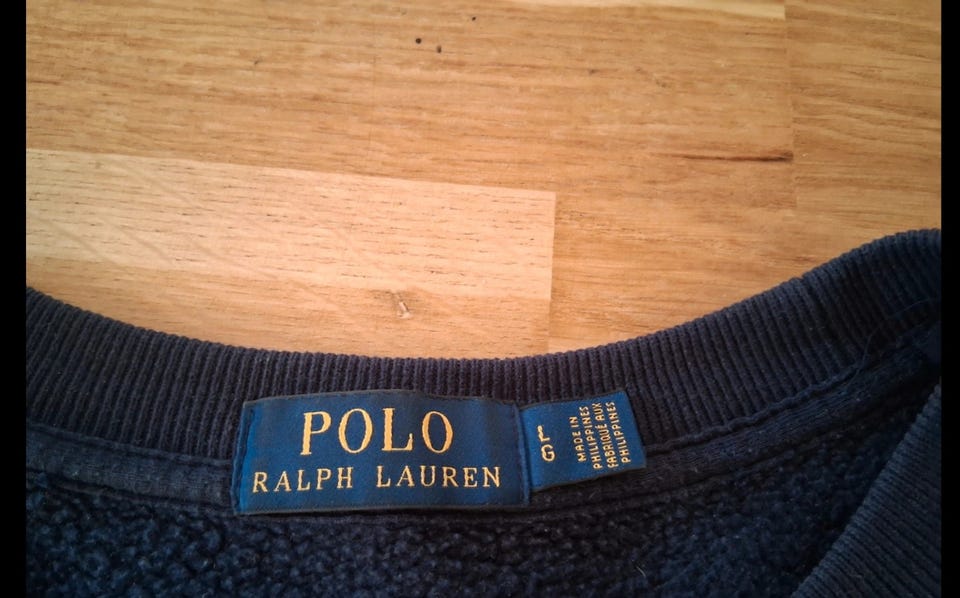 POLO
RALPH LAUREN
L
G
MADE IN
PHILIPPINES
FABRIQUÉ AUX
PHILIPPINES